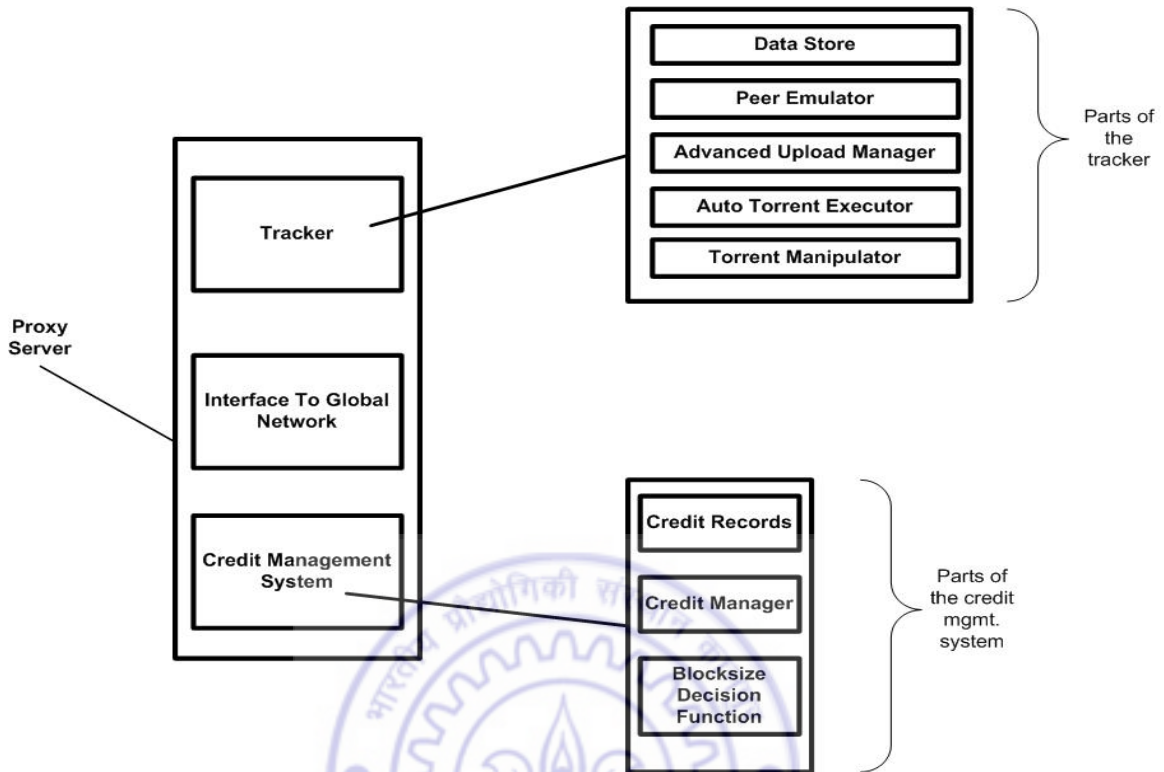 Data Store
Peer Emulator
Advanced Upload Manager
Auto Torrent Executor
Torrent Manipulator
Parts of
the
tracker
Tracker
Proxy
Server
Interface To Global
Network
Credit Management
System
Credit Records
Credit Manager
Blocksize
Decision
Function
Parts of
the credit
mgmt.
system
भारतीय प्रौद्योगिकी संस्थान